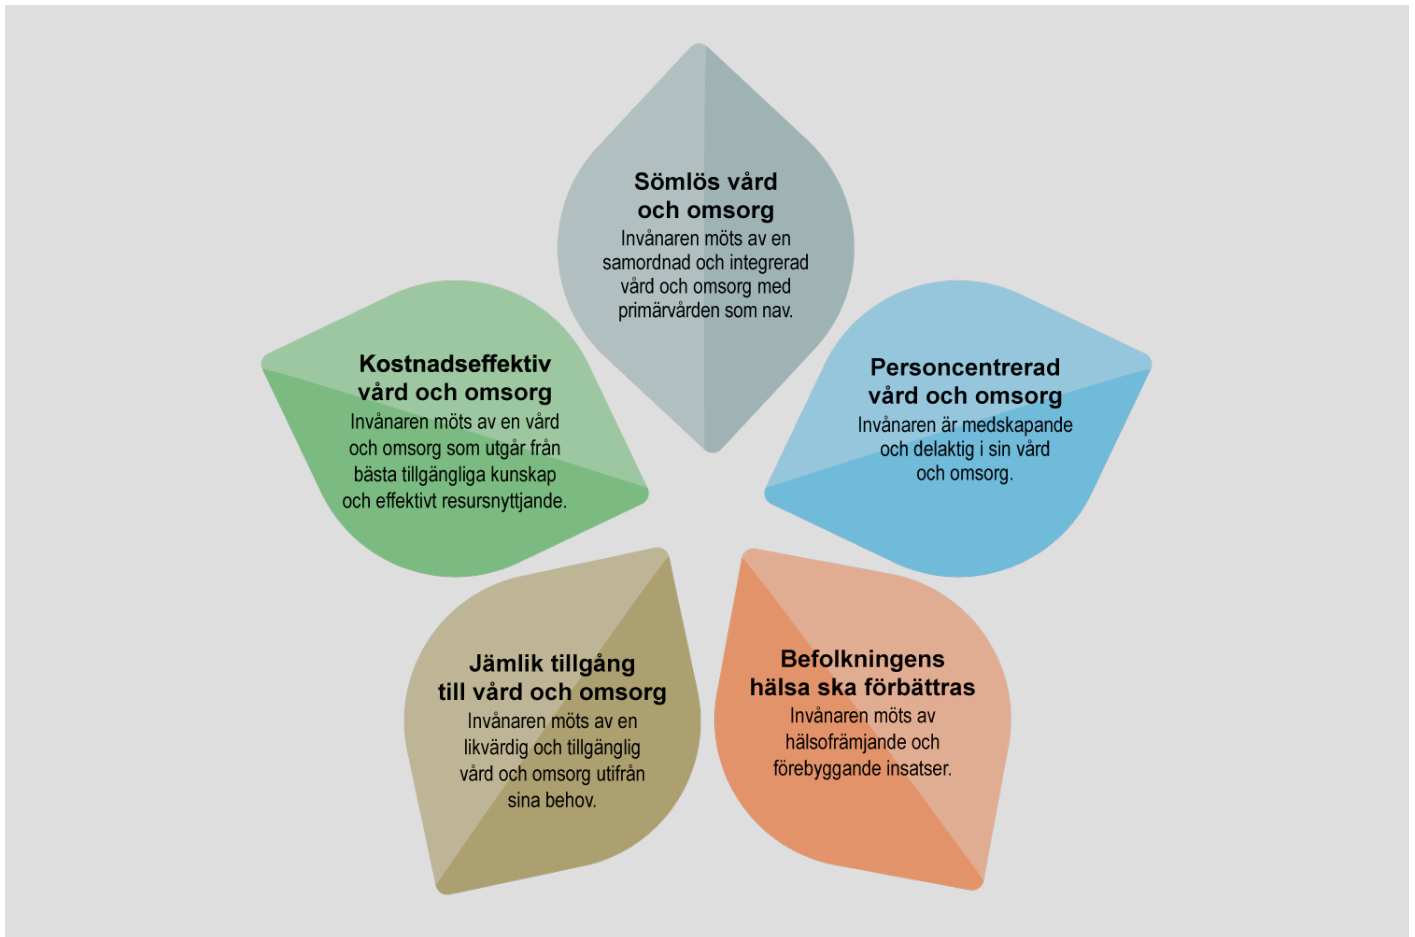 Sömlös vård
och omsorg
Invånaren möts av en
samordnad och integrerad
vård och omsorg med
primärvården som nav.
Personcentrerad
vård och omsorg
Invånaren är medskapande
och delaktig i sin vård
och omsorg.
Befolkningens
hälsa ska förbättras
Invånaren möts av
hälsofrämjande och
förebyggande insatser.
Jämlik tillgång
till vård och omsorg
Invånaren möts av en
likvärdig och tillgänglig
vård och omsorg utifrån
sina behov.
Kostnadseffektiv
vård och omsorg
Invånaren möts av en vård
och omsorg som utgår från
bästa tillgängliga kunskap
och effektivt resursnyttjande.